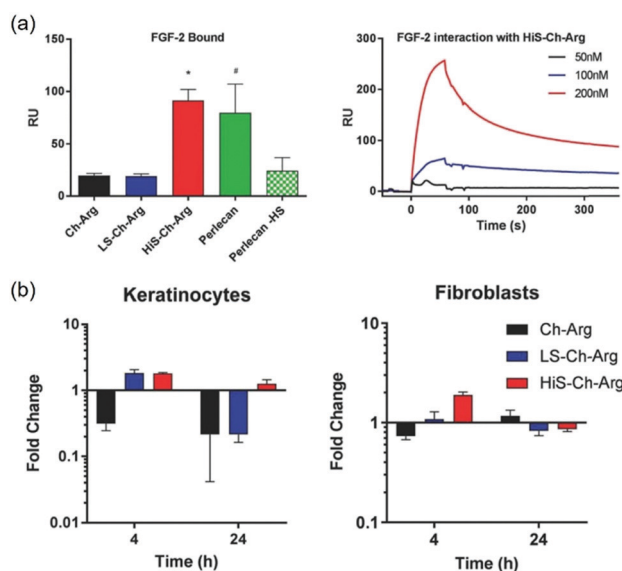 (a)
FGF-2 Bound
RU
150
100
50
0
*
#
Ch-Arg
LS-Ch-Arg
HiS-Ch-Arg
Perlecan
Perlecan -HS
FGF-2 interaction with HiS-Ch-Arg
RU
300
200
100
0
50nM
100nM
200nM
0 100 200 300
Time (s)
(b)
Keratinocytes
Fold Change
10
1
0.1
0.01
4 24
Time (h)
Fibroblasts
Fold Change
10
1
0.1
Ch-Arg
LS-Ch-Arg
HiS-Ch-Arg
4 24
Time (h)